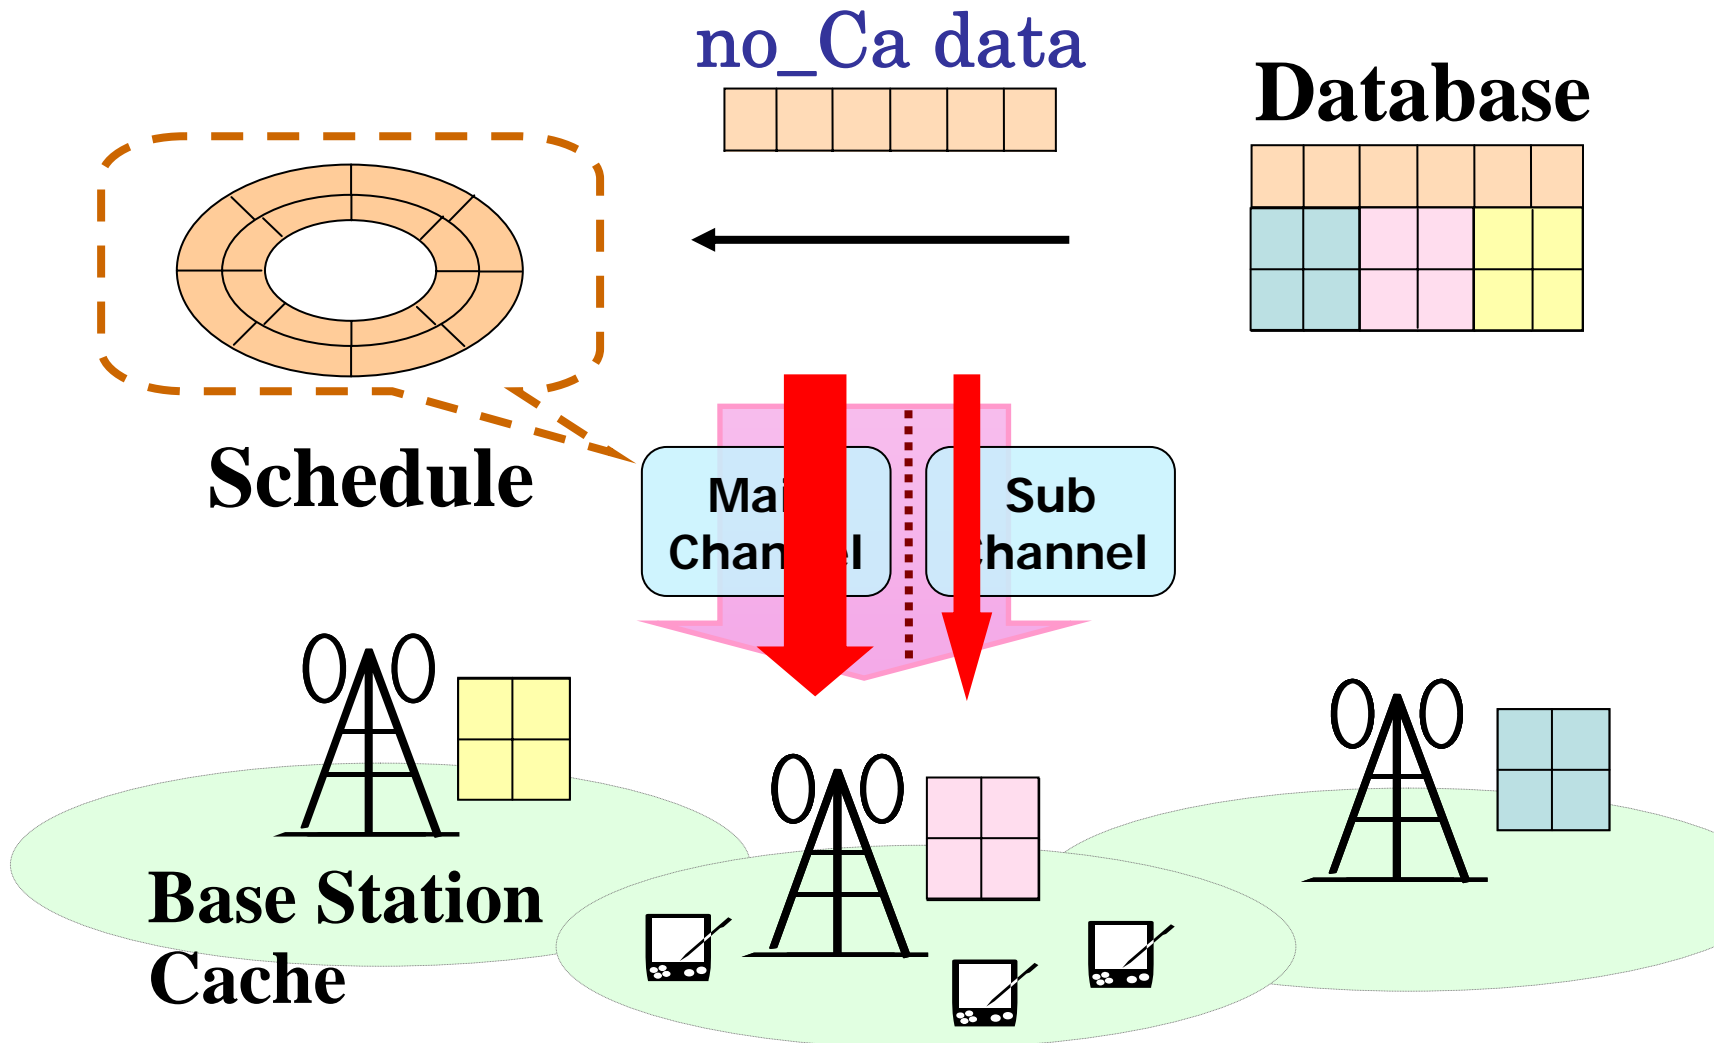 no_Ca data
Database
Schedule
Sub
Base Station
Cache